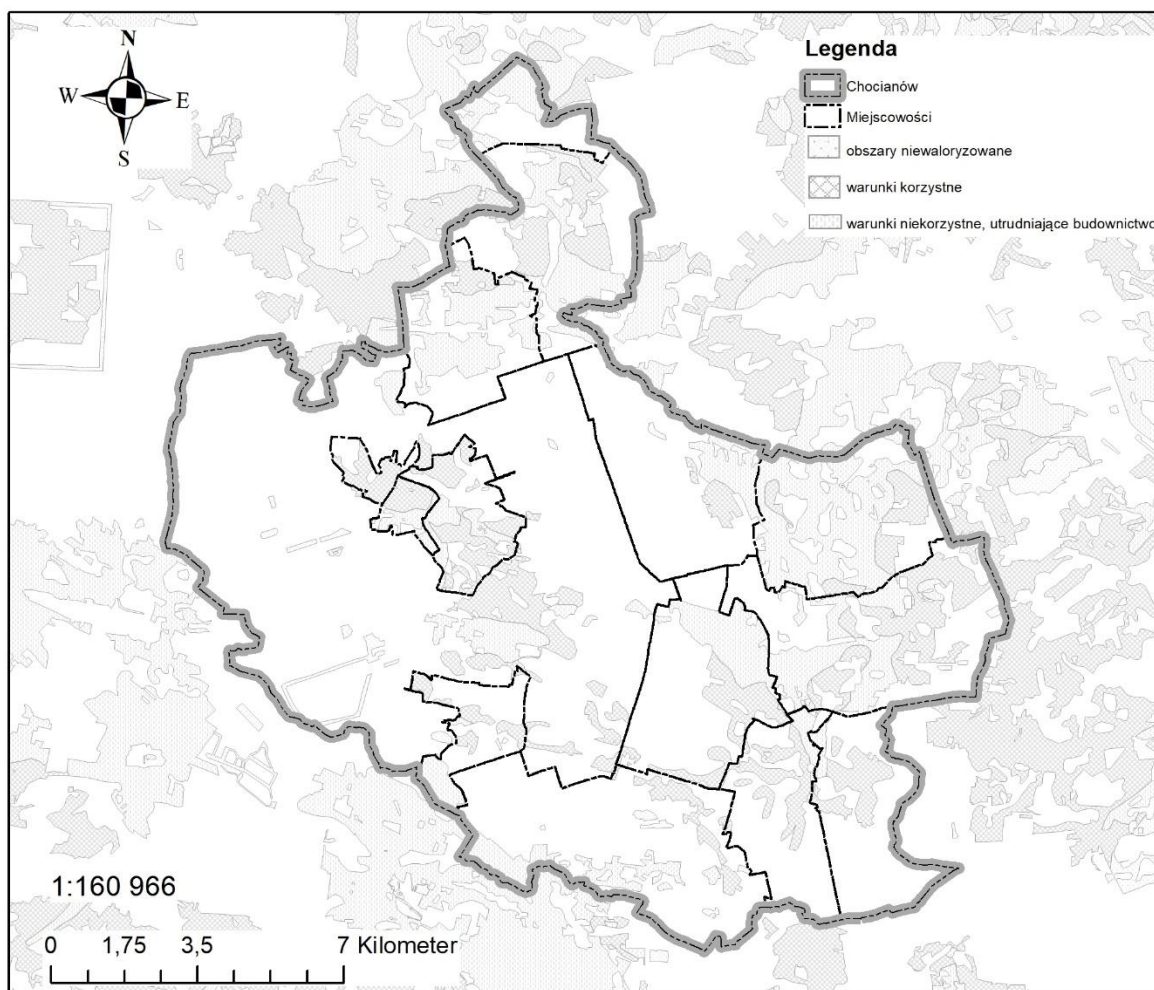 N
W E
S
Legenda
Chocianów
Miejscowości
obszary niewaloryzowane
warunki korzystne
warunki niekorzystne, utrudniające budownictwo
1:160 966
0 1,75 3,5 7 Kilometer